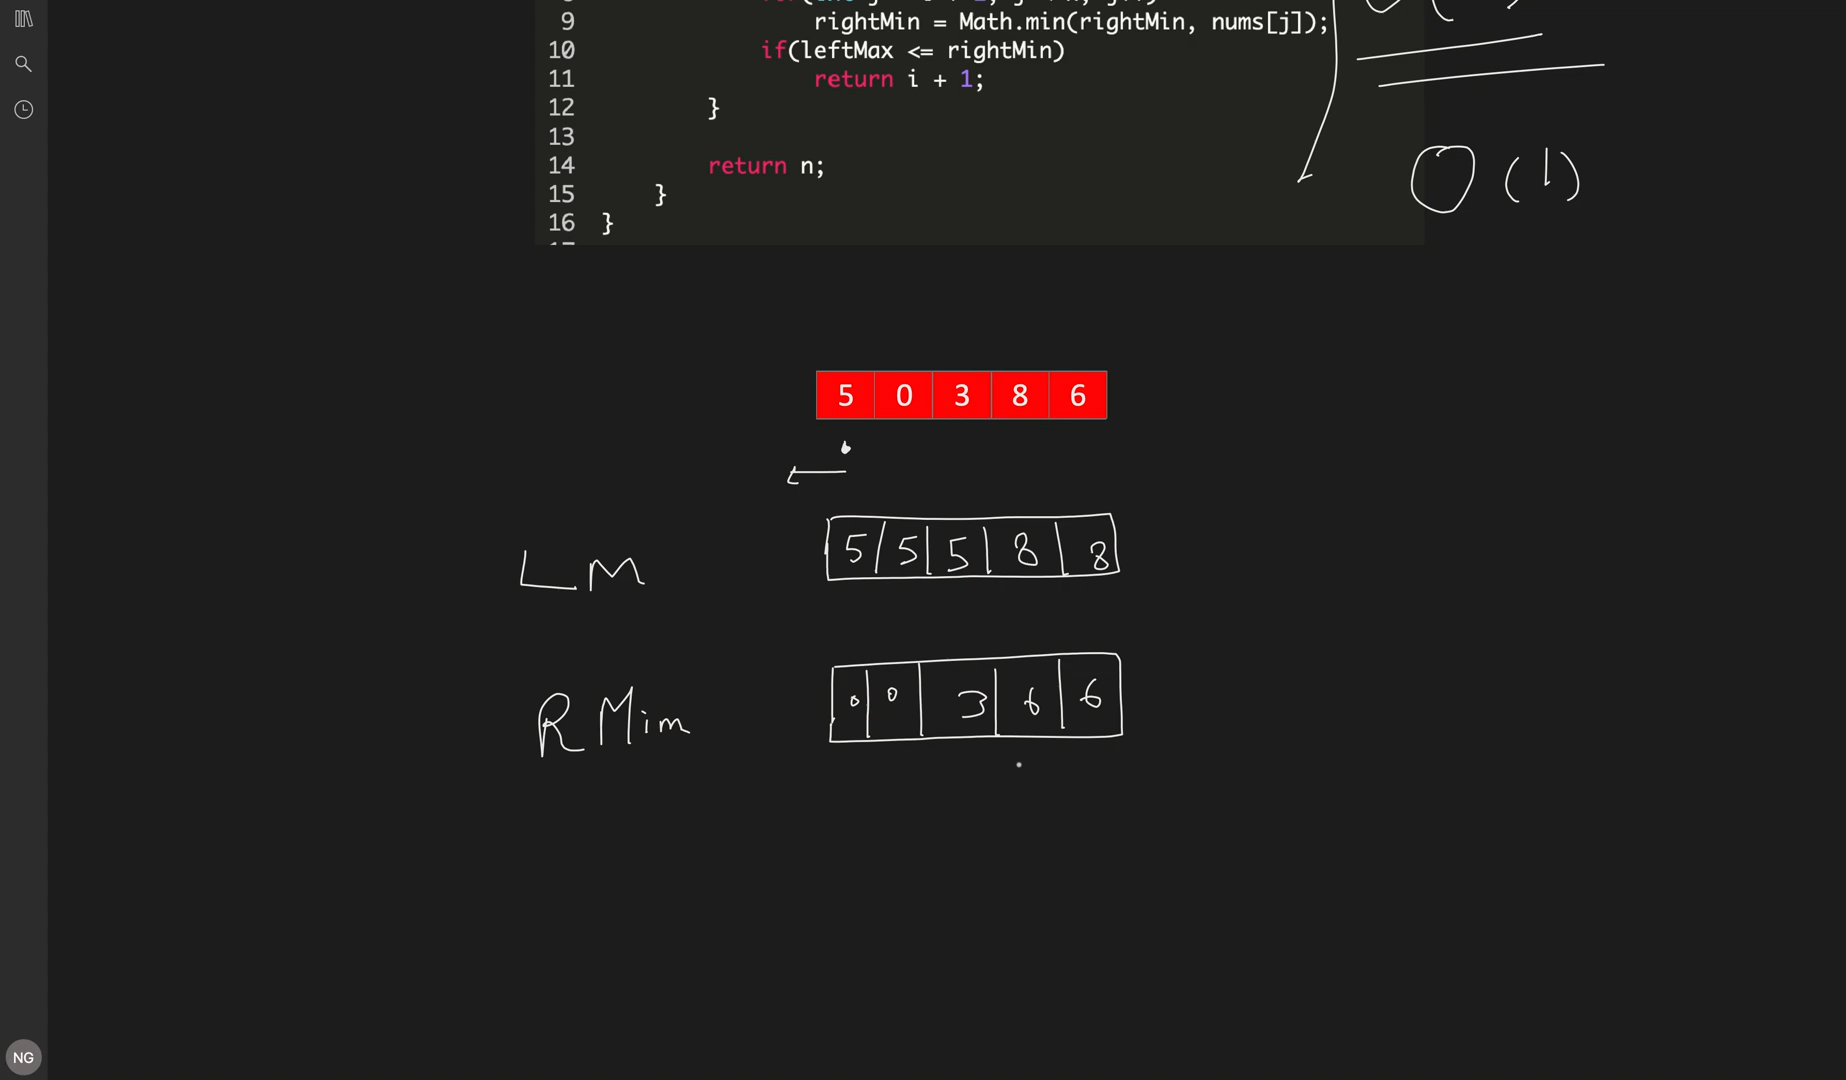 9 rightMin = Math.min(rightMin, nums[j]);
10 if(leftMax <= rightMin)
11 return i + 1;
12 }
13
14 return n;
15 }
16 }
O (1)
5 0 3 8 6
LM 5 5 5 8 8
RMin 0 0 3 6 6
NG